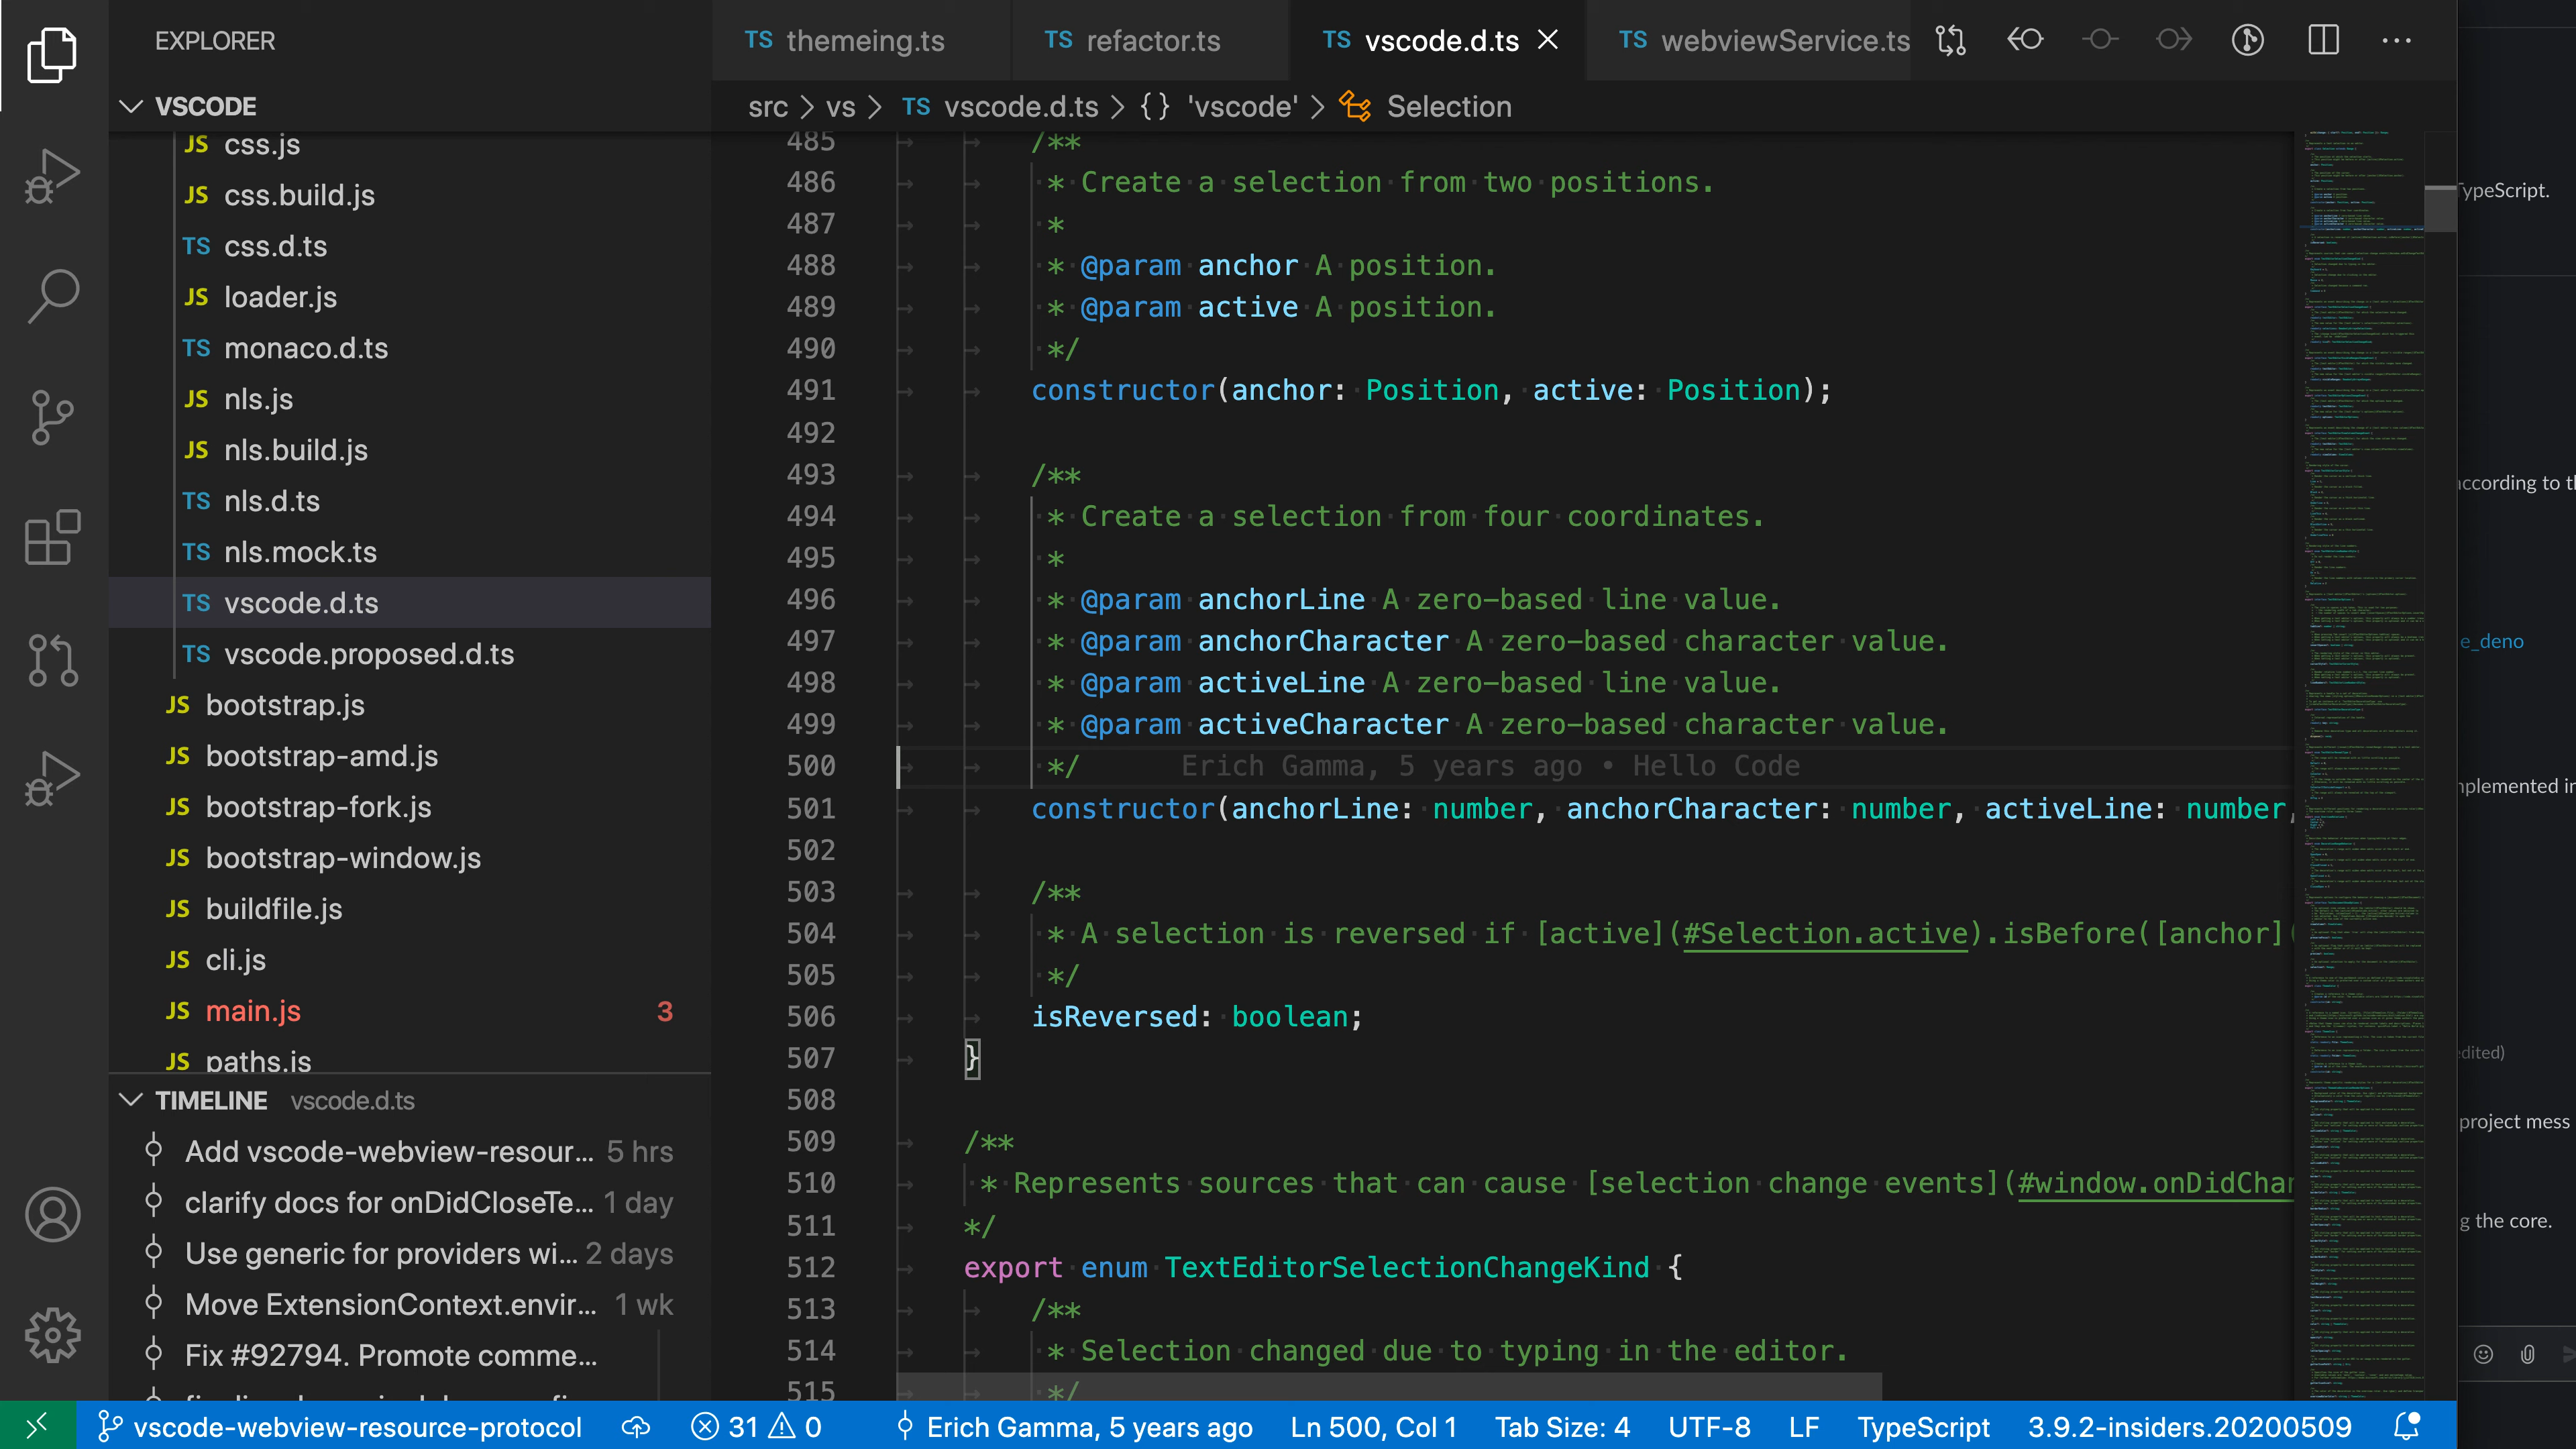 EXPLORER
VSCODE
JS css.js
JS css.build.js
TS css.d.ts
JS loader.js
TS monaco.d.ts
JS nls.js
JS nls.build.js
TS nls.d.ts
TS nls.mock.ts
TS vscode.d.ts
TS vscode.proposed.d.ts
JS bootstrap.js
JS bootstrap-amd.js
JS bootstrap-fork.js
JS bootstrap-window.js
JS buildfile.js
JS cli.js
JS main.js 3
JS paths.js
TIMELINE vscode.d.ts
Add vscode-webview-resour... 5 hrs
clarify docs for onDidCloseTe... 1 day
Use generic for providers wi... 2 days
Move ExtensionContext.envir... 1 wk
Fix #92794. Promote comme...
TS themeing.ts TS refactor.ts TS vscode.d.ts TS webviewService.ts
src > vs > TS vscode.d.ts > {} 'vscode' > Selection
485 /**
486 * Create a selection from two positions.
487 *
488 * @param anchor A position.
489 * @param active A position.
490 */
491 constructor(anchor: Position, active: Position);
492
493 /**
494 * Create a selection from four coordinates.
495 *
496 * @param anchorLine A zero-based line value.
497 * @param anchorCharacter A zero-based character value.
498 * @param activeLine A zero-based line value.
499 * @param activeCharacter A zero-based character value.
500 */ Erich Gamma, 5 years ago • Hello Code
501 constructor(anchorLine: number, anchorCharacter: number, activeLine: number,
502
503 /**
504 * A selection is reversed if [active](#Selection.active).isBefore([anchor](
505 */
506 isReversed: boolean;
507 }
508
509 /**
510 * Represents sources that can cause [selection change events](#window.onDidChan
511 */
512 export enum TextEditorSelectionChangeKind {
513 /**
514 * Selection changed due to typing in the editor.
515 */
ypeScript.
according to th
e_deno
mplemented in
dited)
project mess
g the core.
vscode-webview-resource-protocol 31 0 Erich Gamma, 5 years ago Ln 500, Col 1 Tab Size: 4 UTF-8 LF TypeScript 3.9.2-insiders.20200509